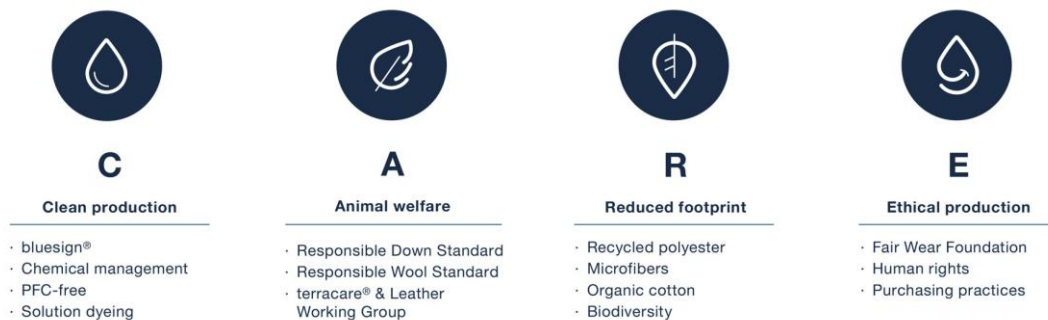 C
Clean production
· bluesign®
· Chemical management
· PFC-free
· Solution dyeing
A
Animal welfare
· Responsible Down Standard
· Responsible Wool Standard
· terracare® & Leather
Working Group
R
Reduced footprint
· Recycled polyester
· Microfibers
· Organic cotton
· Biodiversity
E
Ethical production
· Fair Wear Foundation
· Human rights
· Purchasing practices